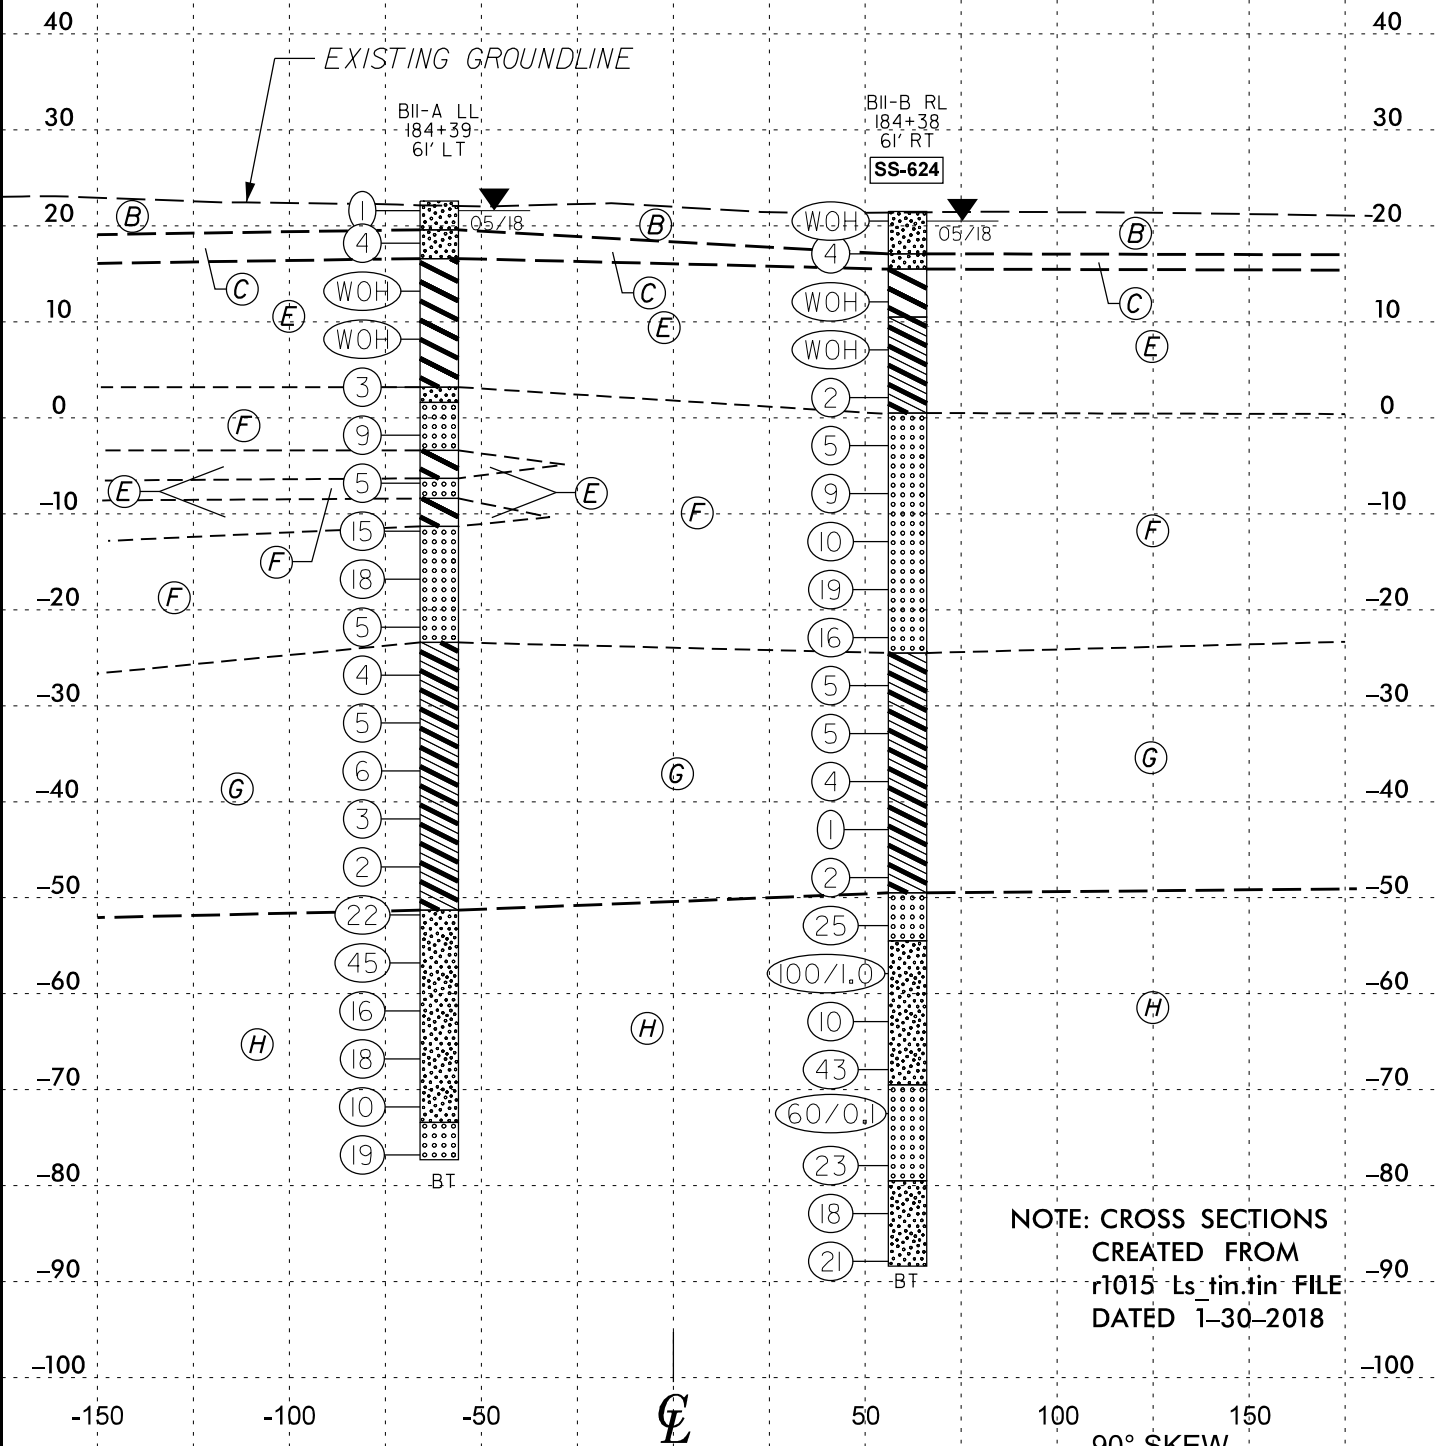 40 40
EXISTING GROUNDLINE
B11-A LL
184+39
61' LT
B11-B RL
184+38
61' RT
SS-624
30 30
20 20
B B B
1 05/18 WOH 05/18
4 4
C C C
WOH WOH
E E E
10 10
WOH WOH
3 2
0 0
F
9 5
E 5 E 9
-10 -10
F F
15 10
F
18 19
F
-20 -20
5 16
4 5
-30 -30
5 5
G G G
6 4
-40 -40
3 1
2 2
-50 -50
22 25
45 100/1.0
-60 -60
16 10
H H H
18 43
-70 -70
10 60/0.1
19 23
-80 -80
BT
18
21
BT
-90 -90
NOTE: CROSS SECTIONS
CREATED FROM
r1015 Ls_tin.tin FILE
DATED 1-30-2018
-100 -100
-150 -100 -50 CL 50 100 150
90° SKEW